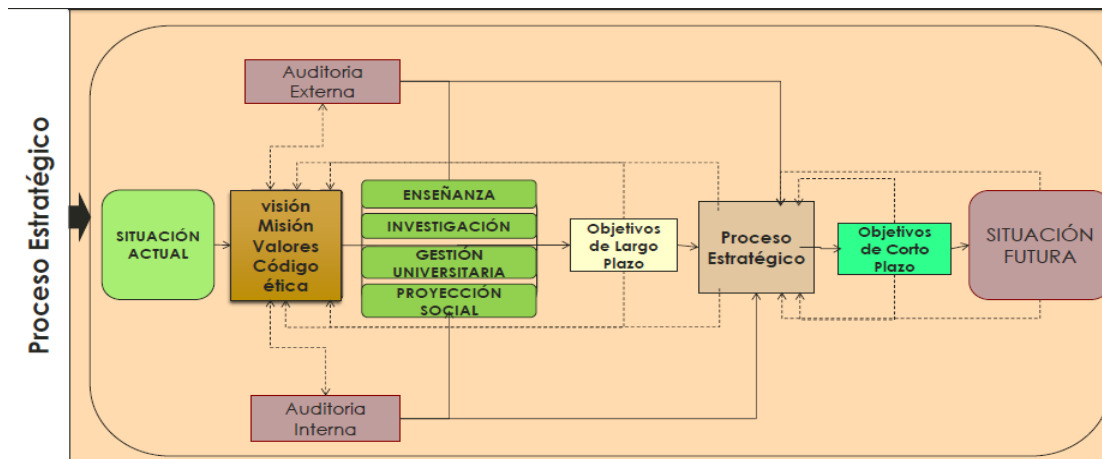 Proceso Estratégico
Auditoria
Externa
SITUACIÓN
ACTUAL
visión
Misión
Valores
Código
ética
ENSEÑANZA
INVESTIGACIÓN
GESTIÓN
UNIVERSITARIA
PROYECCIÓN
SOCIAL
Objetivos
de Largo
Plazo
Proceso
Estratégico
Objetivos
de Corto
Plazo
SITUACIÓN
FUTURA
Auditoria
Interna